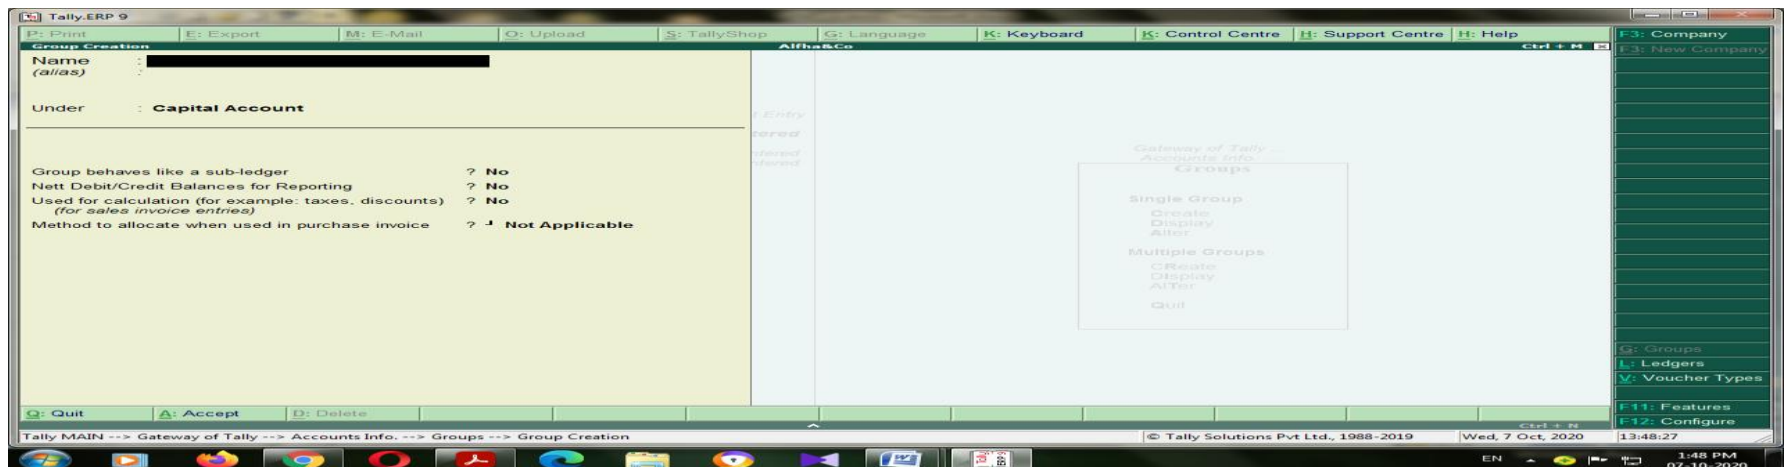 Tally.ERP 9
P: Print E: Export M: E-Mail O: Upload S: TallyShop G: Language K: Keyboard K: Control Centre H: Support Centre H: Help F3: Company
Group Creation Alfha&Co Ctrl + M F3: New Company
Name :
(alias) :
Under : Capital Account
t Entry
Gateway of Tally ...
Accounts Info.
Groups
Group behaves like a sub-ledger ? No
Nett Debit/Credit Balances for Reporting ? No
Used for calculation (for example: taxes, discounts) ? No
(for sales invoice entries)
Method to allocate when used in purchase invoice ? Not Applicable
Single Group
Create
Display
Alter
Multiple Groups
CReate
DIsplay
AlTer
Quit
G: Groups
L: Ledgers
V: Voucher Types
Q: Quit A: Accept D: Delete F11: Features
Ctrl + N F12: Configure
Tally MAIN --> Gateway of Tally --> Accounts Info. --> Groups --> Group Creation © Tally Solutions Pvt Ltd., 1988-2019 Wed, 7 Oct, 2020 13:48:27
EN 1:48 PM
07-10-2020